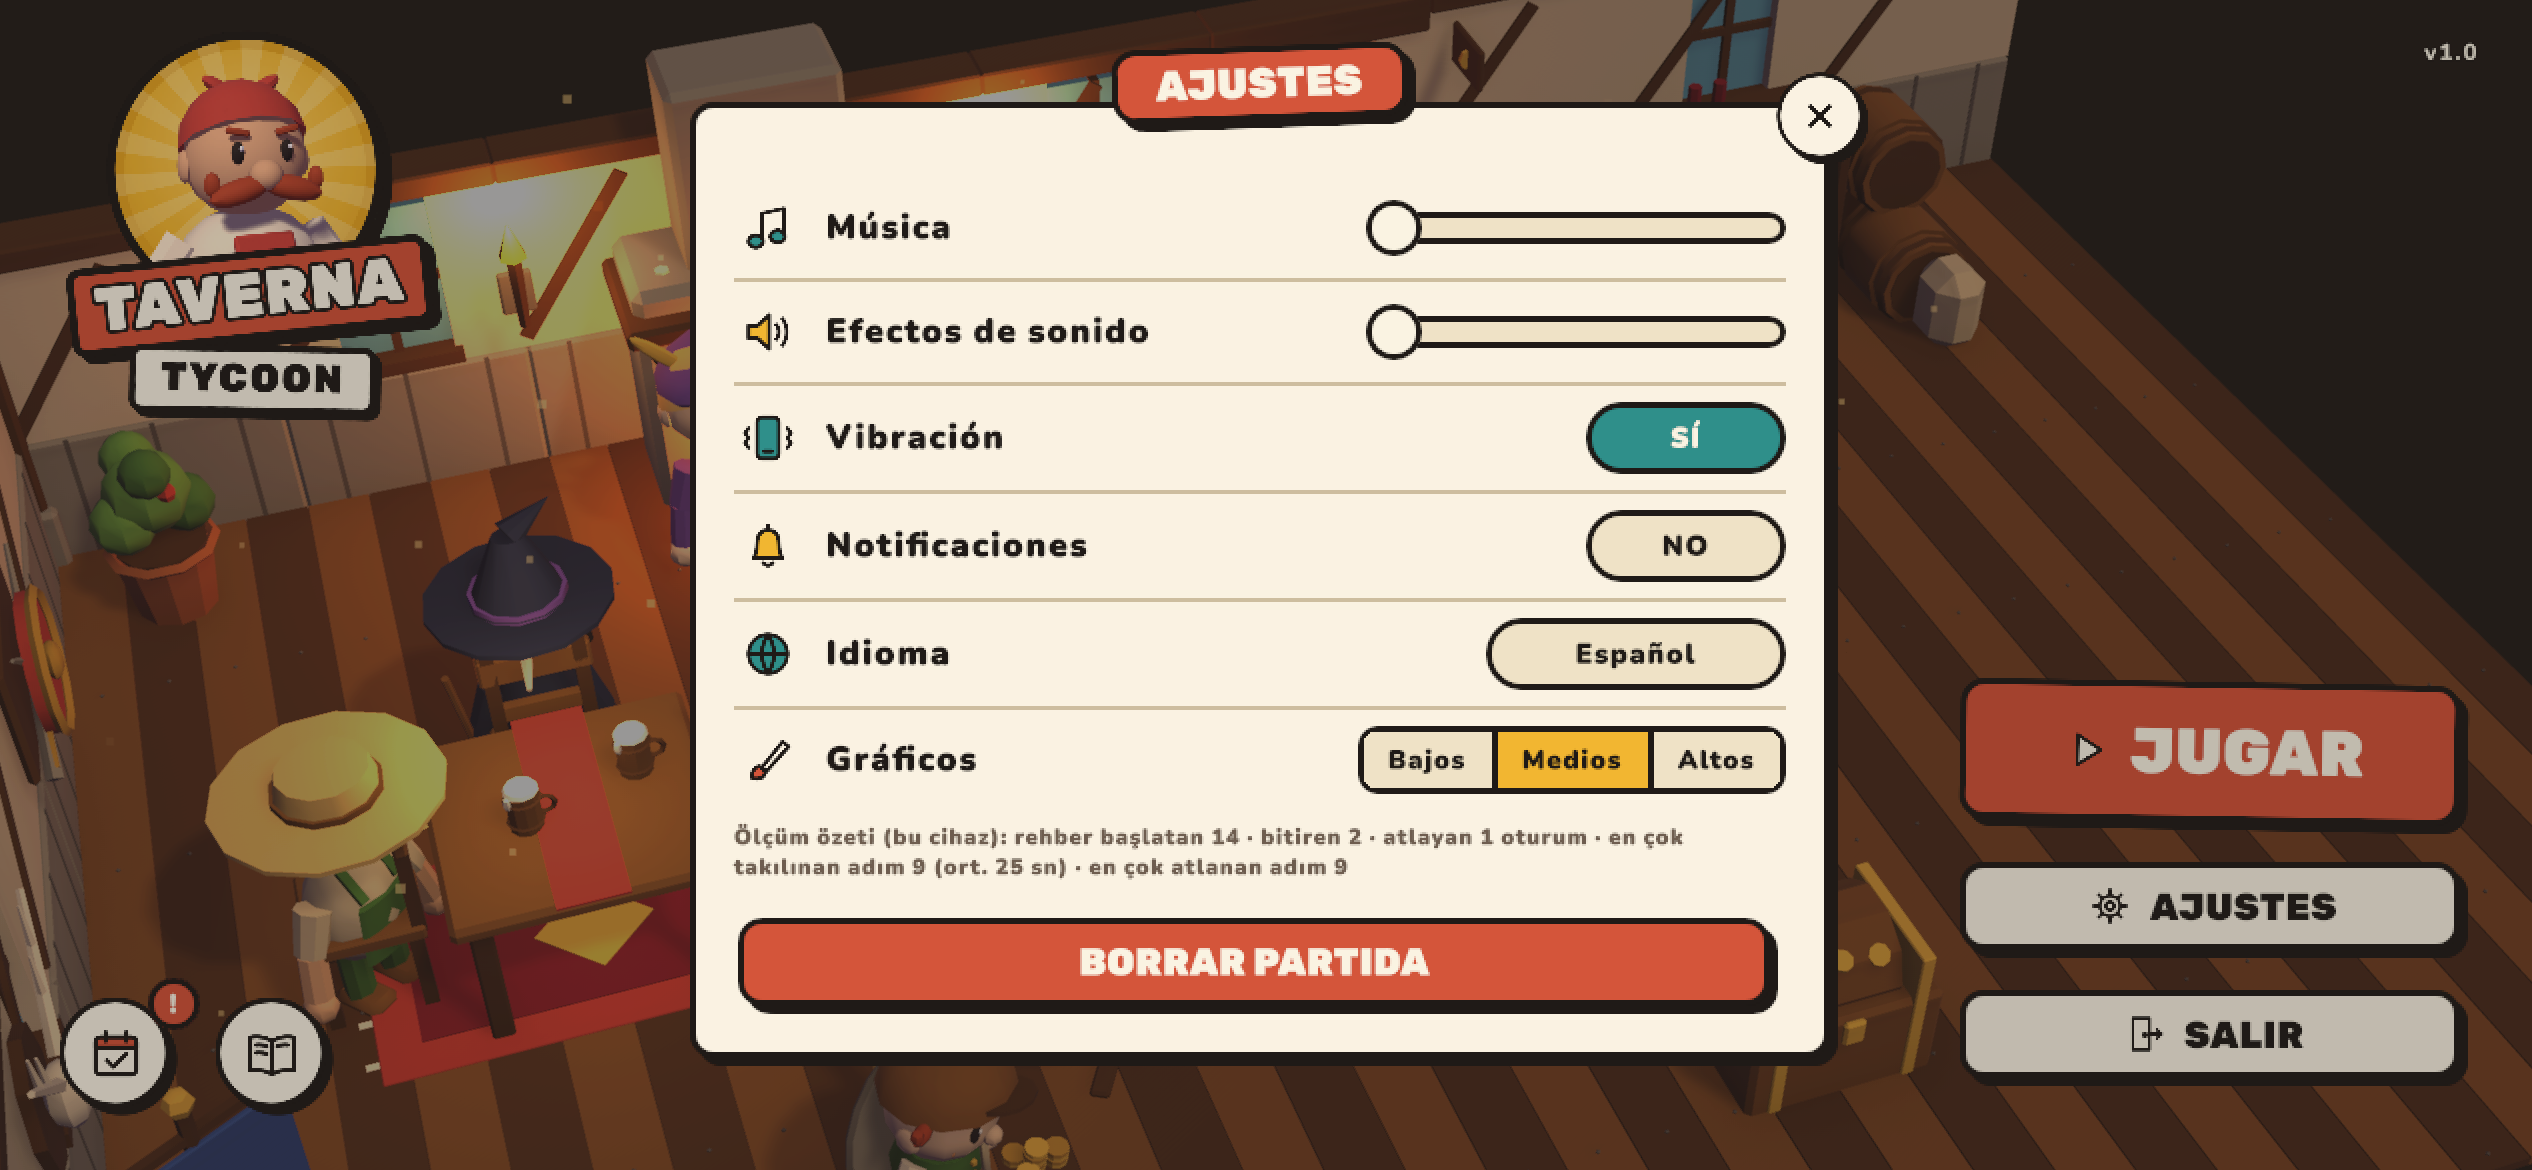 v1.0
AJUSTES
TAVERNA
TYCOON
Música
Efectos de sonido
Vibración
SÍ
Notificaciones
NO
Idioma
Español
Gráficos
Bajos
Medios
Altos
Ölçüm özeti (bu cihaz): rehber başlatan 14 · bitiren 2 · atlayan 1 oturum · en çok
takılınan adım 9 (ort. 25 sn) · en çok atlanan adım 9
BORRAR PARTIDA
JUGAR
AJUSTES
SALIR
!